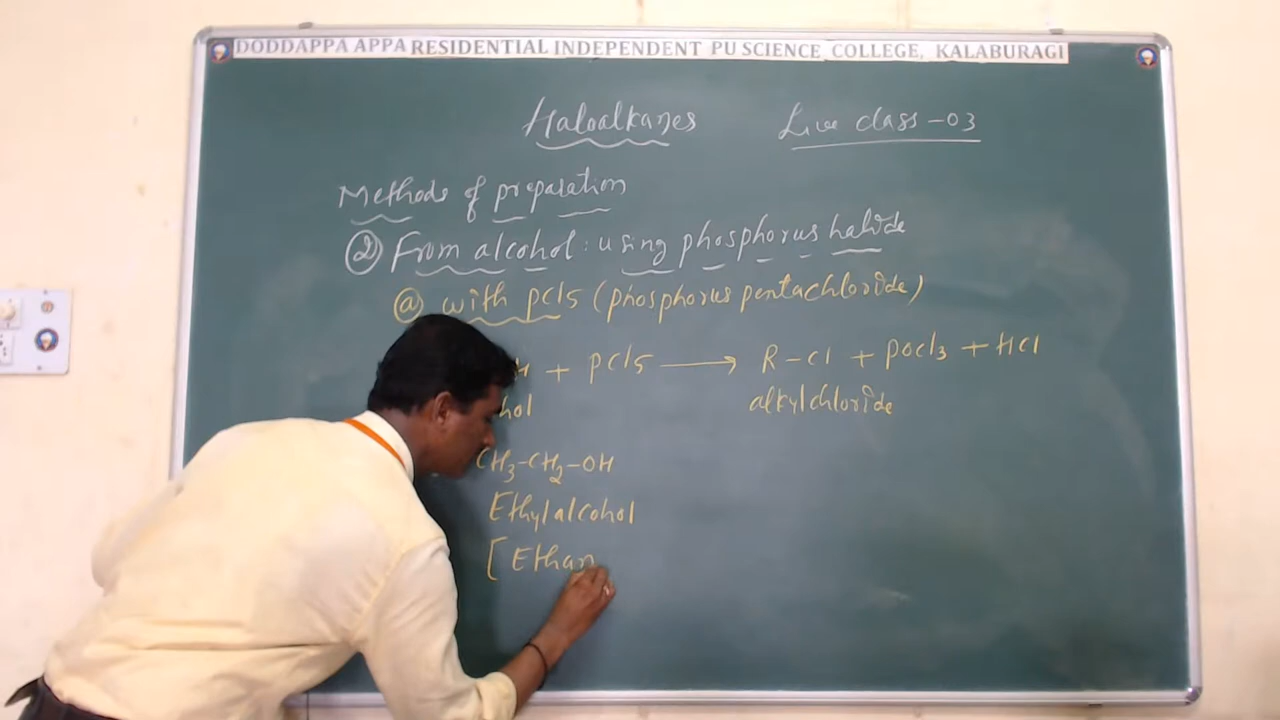 DODDAPPA APPA RESIDENTIAL INDEPENDENT PU SCIENCE COLLEGE, KALABURAGI
Haloalkanes Live class -03
Methods of preparation
② From alcohol: using phosphorus halide
ⓐ with pCl5 (phosphorus pentachloride)
H + pCl5 ⟶ R-Cl + pOCl3 + HCl
hol alkylchloride
CH3-CH2-OH
Ethylalcohol
[Ethan